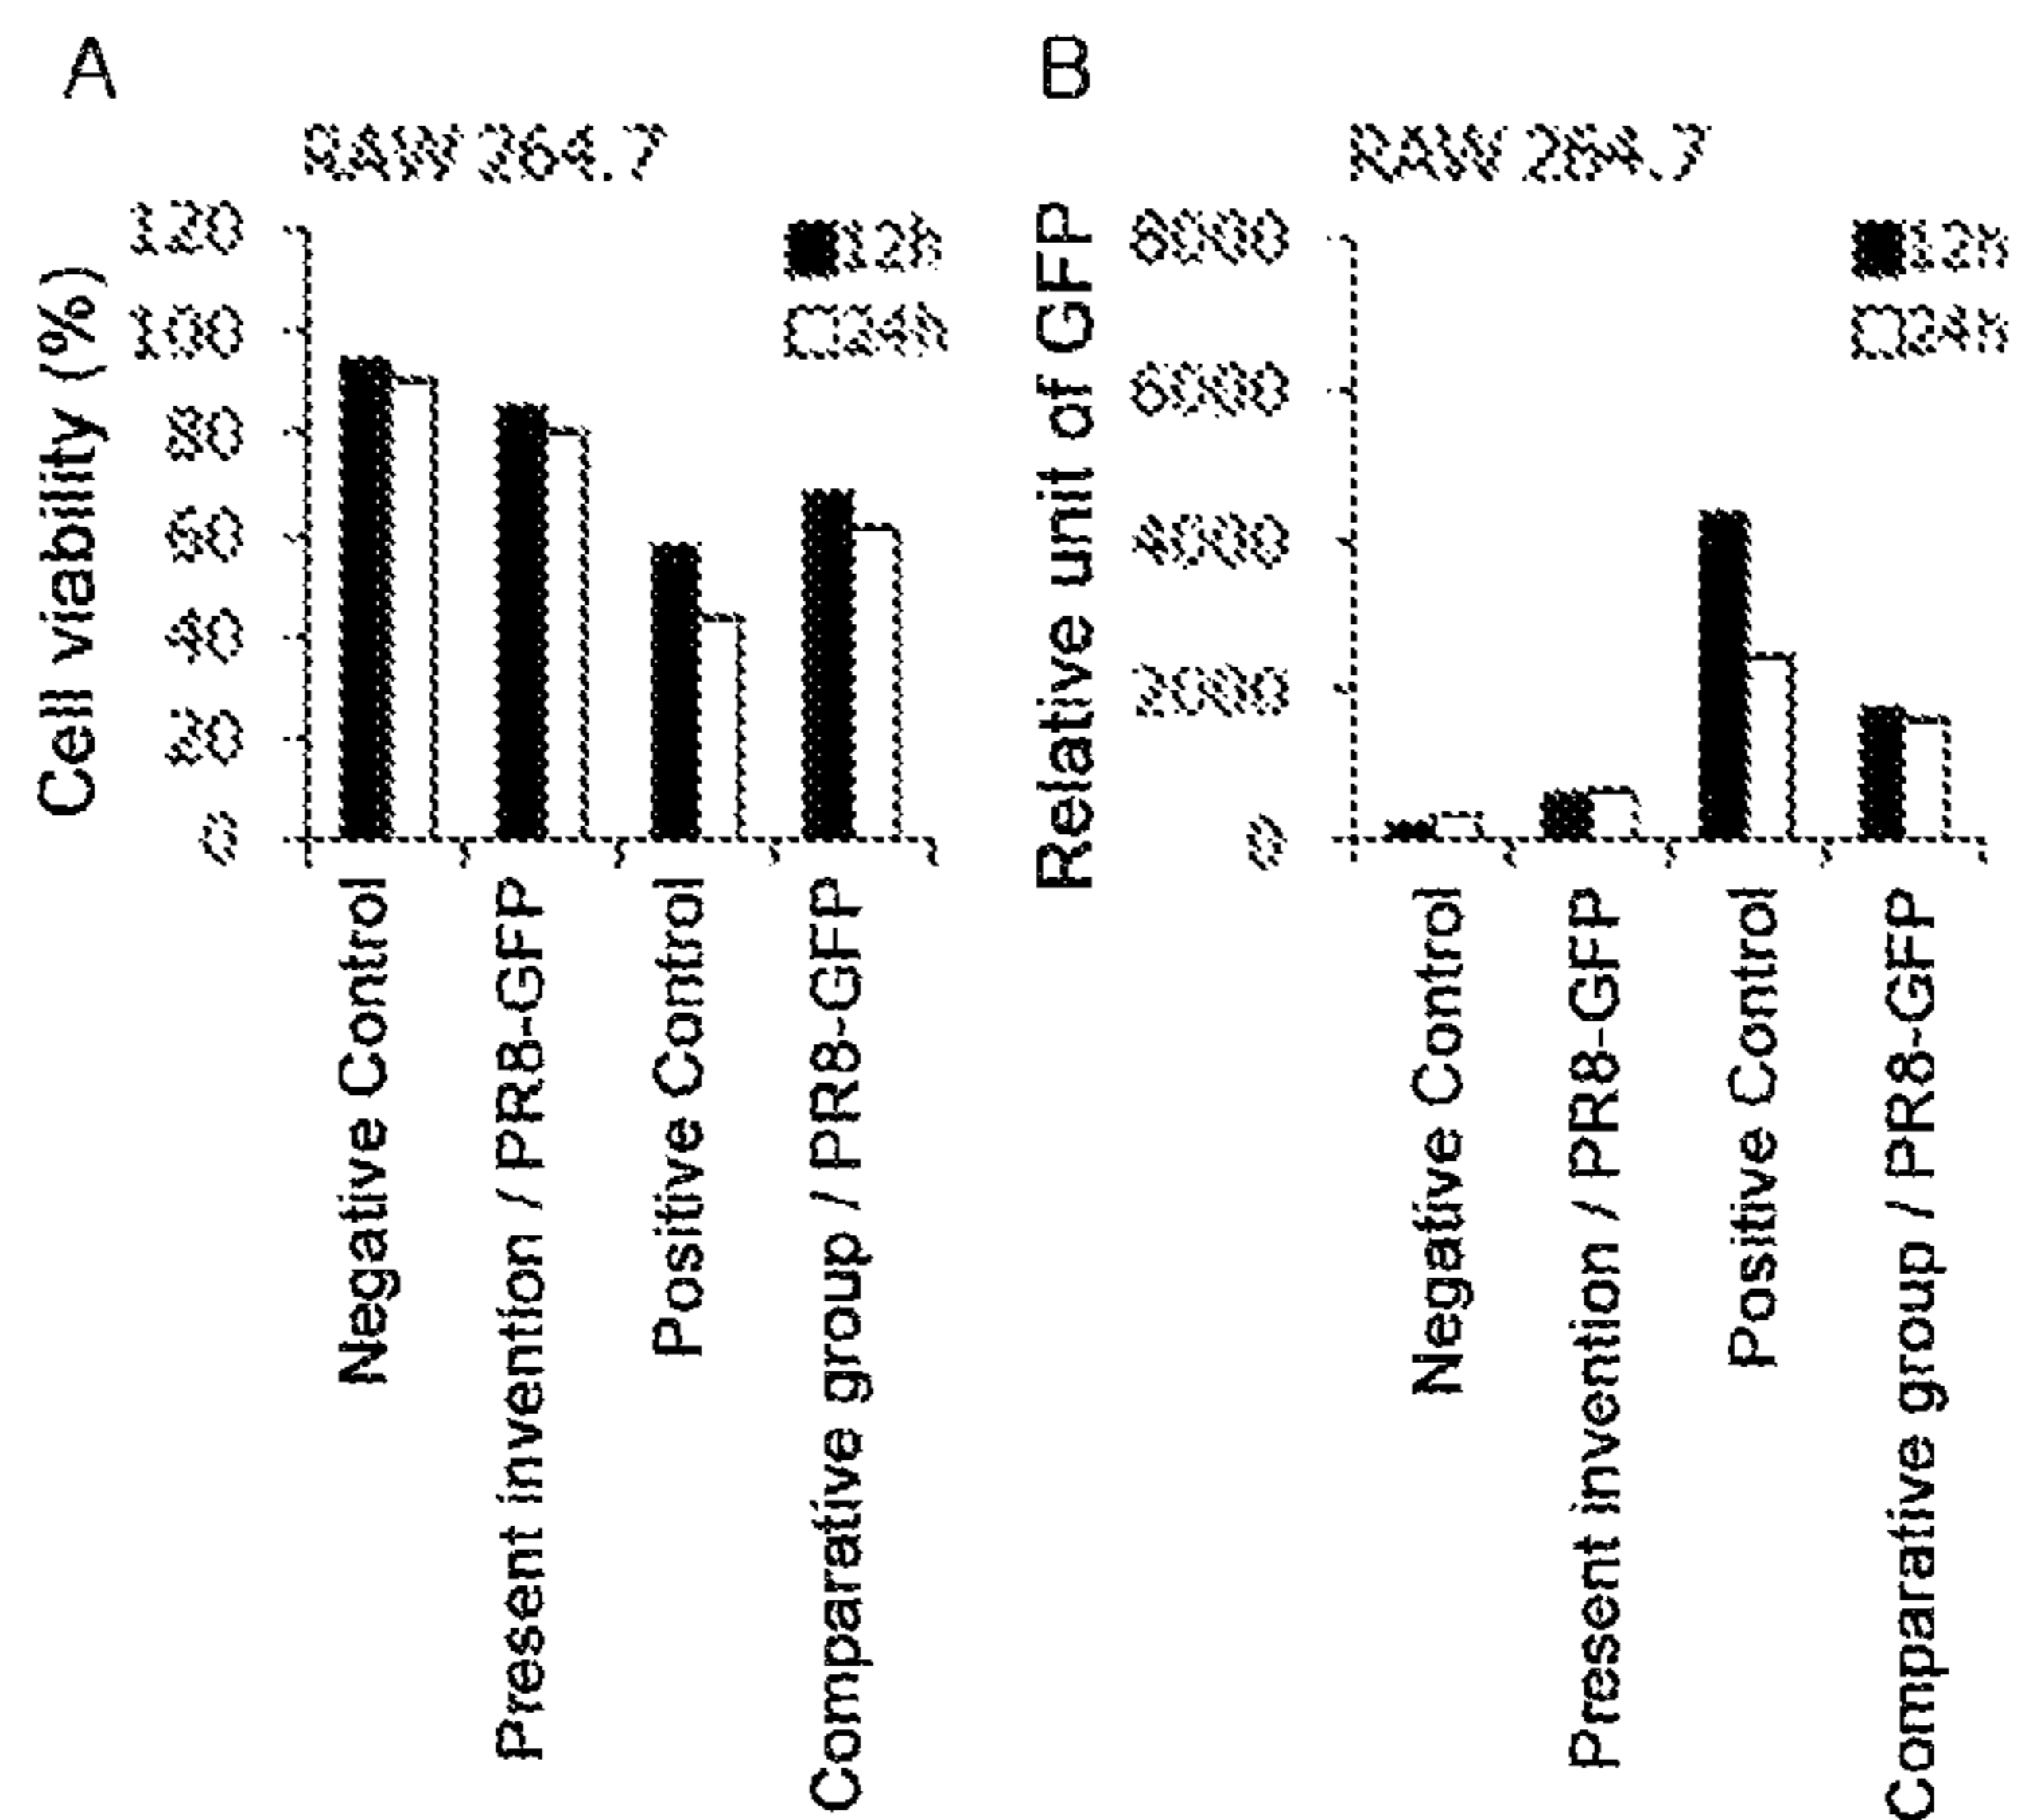 A
RAW 264.7
Cell viability (%)
120
100
80
60
40
20
0
12h
24h
Negative Control
Present invention / PR8-GFP
Positive Control
Comparative group / PR8-GFP
B
RAW 264.7
Relative unit of GFP
8000
6000
4000
2000
0
12h
24h
Negative Control
Present invention / PR8-GFP
Positive Control
Comparative group / PR8-GFP